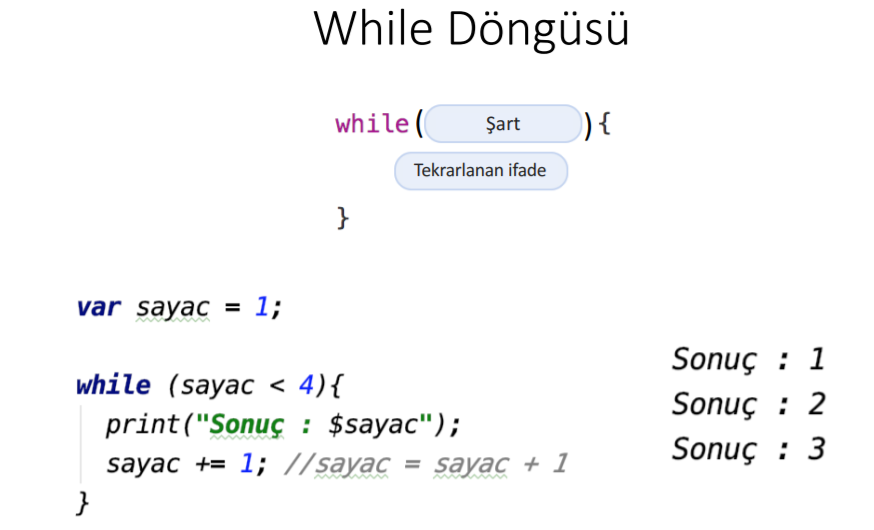 While Döngüsü
while( Şart ){
Tekrarlanan ifade
}
var sayac = 1;
while (sayac < 4){
print("Sonuç : $sayac");
sayac += 1; //sayac = sayac + 1
}
Sonuç : 1
Sonuç : 2
Sonuç : 3